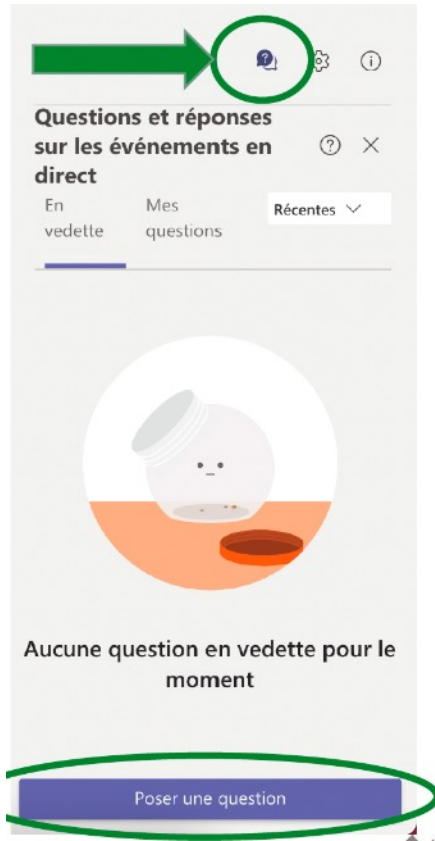 Questions et réponses
sur les événements en
direct
En
vedette
Mes
questions
Récentes
Aucune question en vedette pour le
moment
Poser une question